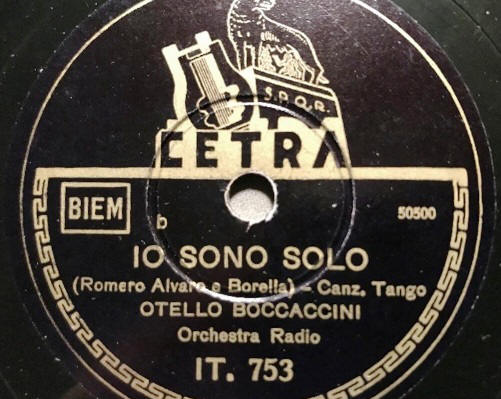 S.P.Q.R.
CETRA
BIEM
b
50500
IO SONO SOLO
(Romero Alvaro e Borella) - Canz. Tango
OTELLO BOCCACCINI
Orchestra Radio
IT. 753